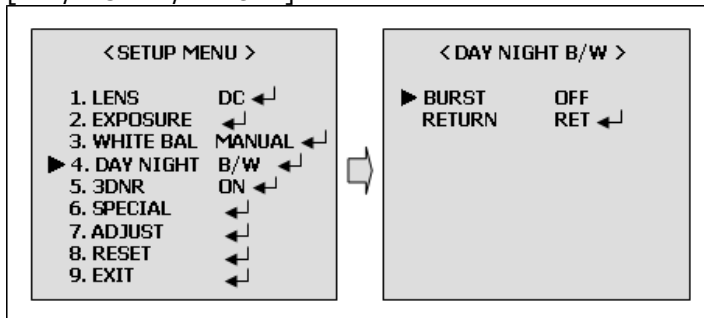 < SETUP MENU >
1. LENS DC ↵
2. EXPOSURE ↵
3. WHITE BAL MANUAL ↵
▶ 4. DAY NIGHT B/W ↵
5. 3DNR ON ↵
6. SPECIAL ↵
7. ADJUST ↵
8. RESET ↵
9. EXIT ↵
< DAY NIGHT B/W >
▶ BURST OFF
RETURN RET ↵